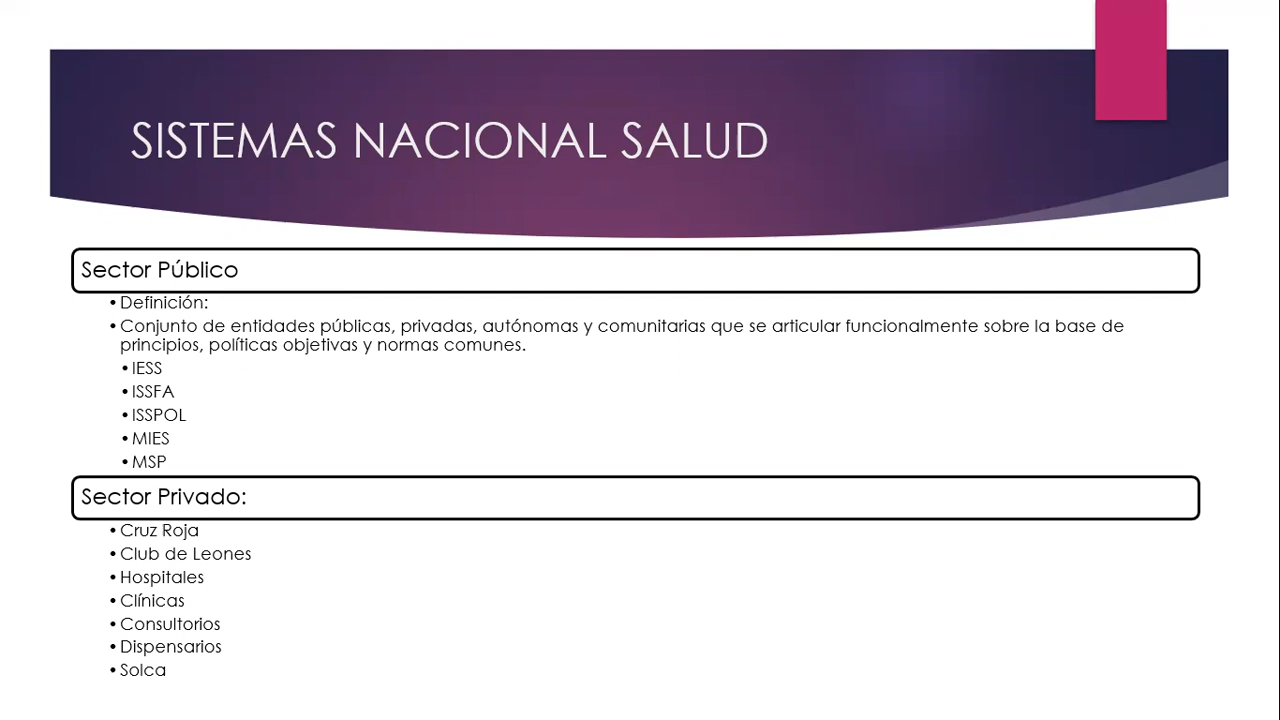 SISTEMAS NACIONAL SALUD
Sector Público
• Definición:
• Conjunto de entidades públicas, privadas, autónomas y comunitarias que se articular funcionalmente sobre la base de
principios, políticas objetivas y normas comunes.
• IESS
• ISSFA
• ISSPOL
• MIES
• MSP
Sector Privado:
• Cruz Roja
• Club de Leones
• Hospitales
• Clínicas
• Consultorios
• Dispensarios
• Solca